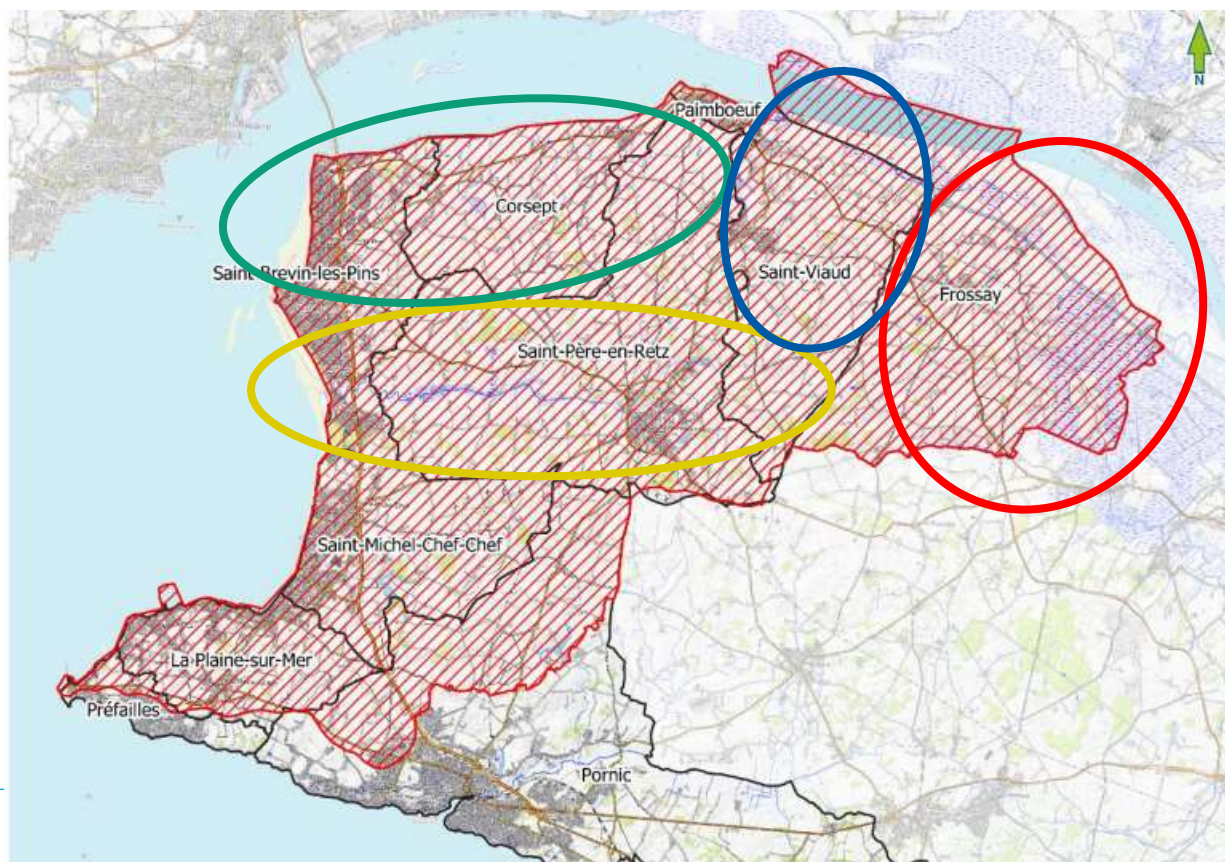 N
Paimboeuf
Corsept
Saint-Brevin-les-Pins
Saint-Viaud
Frossay
Saint-Père-en-Retz
Saint-Michel-Chef-Chef
La Plaine-sur-Mer
Préfailles
Pornic